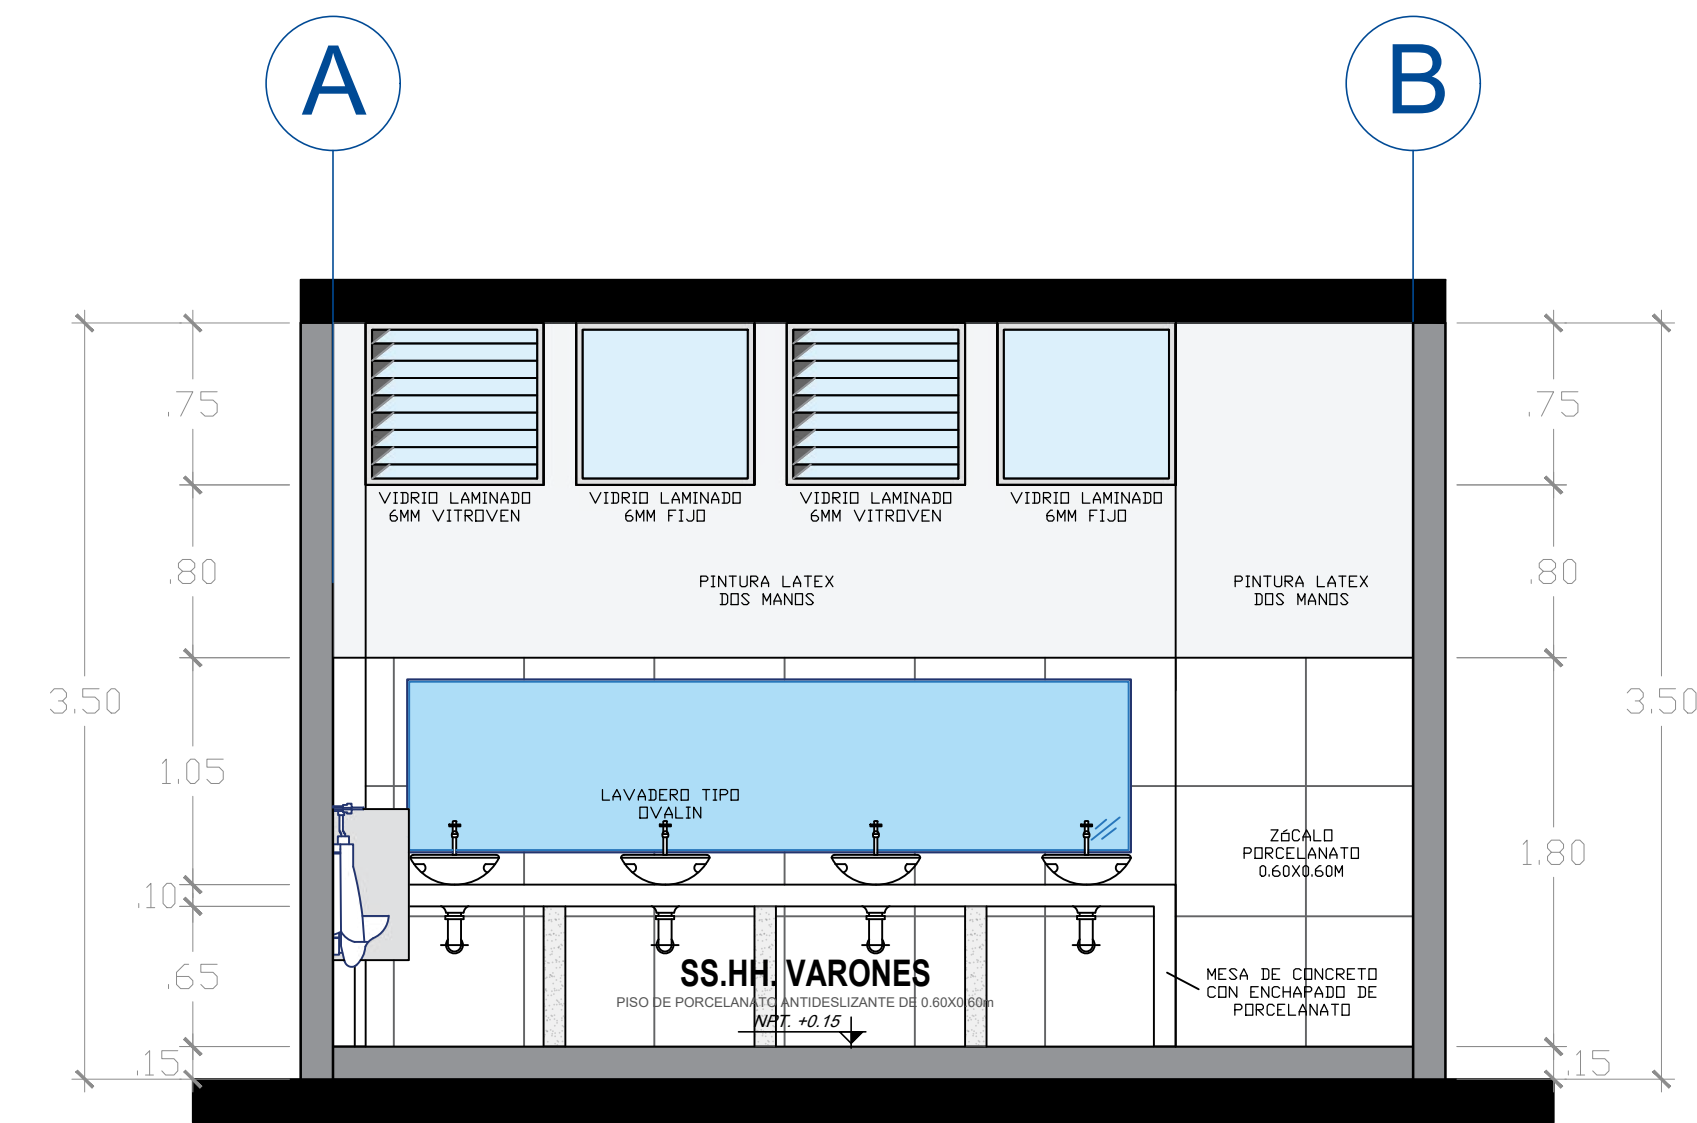 A
B
.75
.75
VIDRIO LAMINADO
6MM VITROVEN
VIDRIO LAMINADO
6MM FIJO
VIDRIO LAMINADO
6MM VITROVEN
VIDRIO LAMINADO
6MM FIJO
.80
.80
PINTURA LATEX
DOS MANOS
PINTURA LATEX
DOS MANOS
3.50
3.50
1.05
LAVADERO TIPO
OVALIN
ZóCALO
PORCELANATO
0.60X0.60M
1.80
.10
.65
SS.HH. VARONES
PISO DE PORCELANATO ANTIDESLIZANTE DE 0.60X0.60m
NPT. +0.15
MESA DE CONCRETO
CON ENCHAPADO DE
PORCELANATO
.15
.15